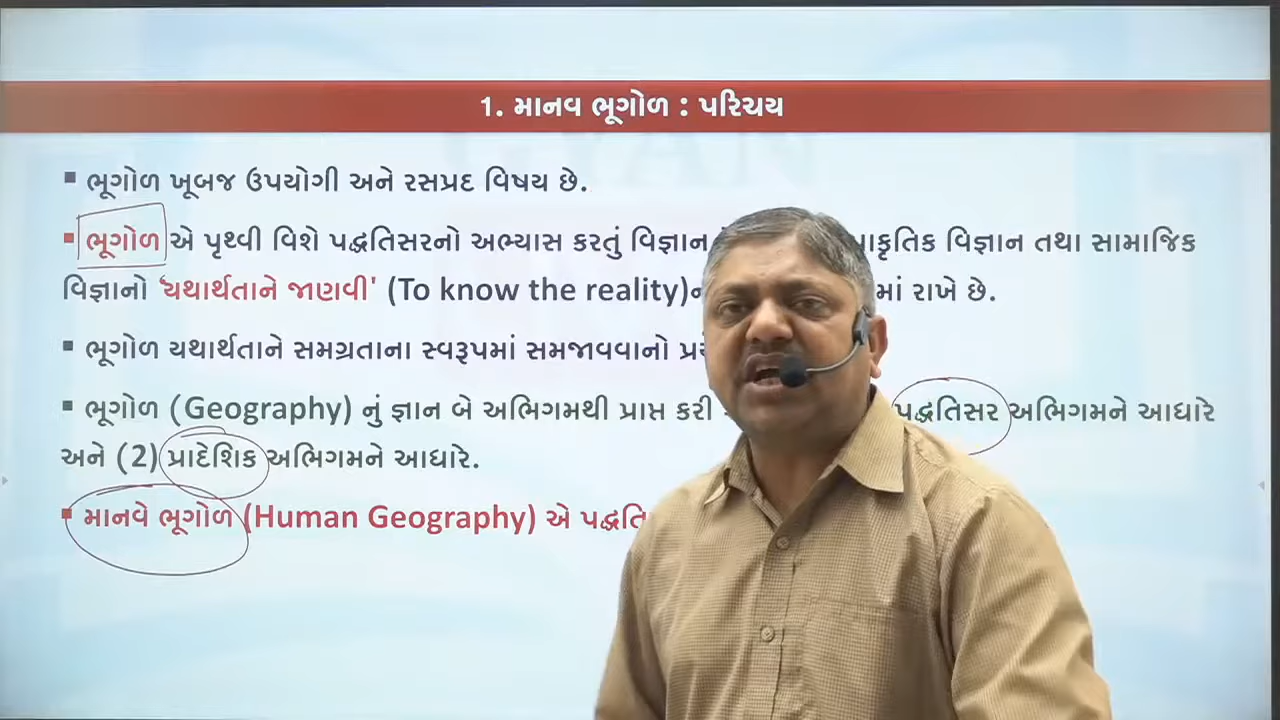 1. માનવ ભૂગોળ : પરિચય
▪ ભૂગોળ ખૂબજ ઉપયોગી અને રસપ્રદ વિષય છે.
▪ ભૂગોળ એ પૃથ્વી વિશે પદ્ધતિસરનો અભ્યાસ કરતું વિજ્ઞાન વિજ્ઞાન તથા સામાજિક
વિજ્ઞાનો 'યથાર્થતાને જાણવી' (To know the reality) રાખે છે.
▪ ભૂગોળ યથાર્થતાને સમગ્રતાના સ્વરૂપમાં સમજાવવાનો
▪ ભૂગોળ (Geography) નું જ્ઞાન બે અભિગમથી પ્રાપ્ત કરી પદ્ધતિસર અભિગમને આધારે
અને (2) પ્રાદેશિક અભિગમને આધારે.
▪ માનવ ભૂગોળ (Human Geography) એ